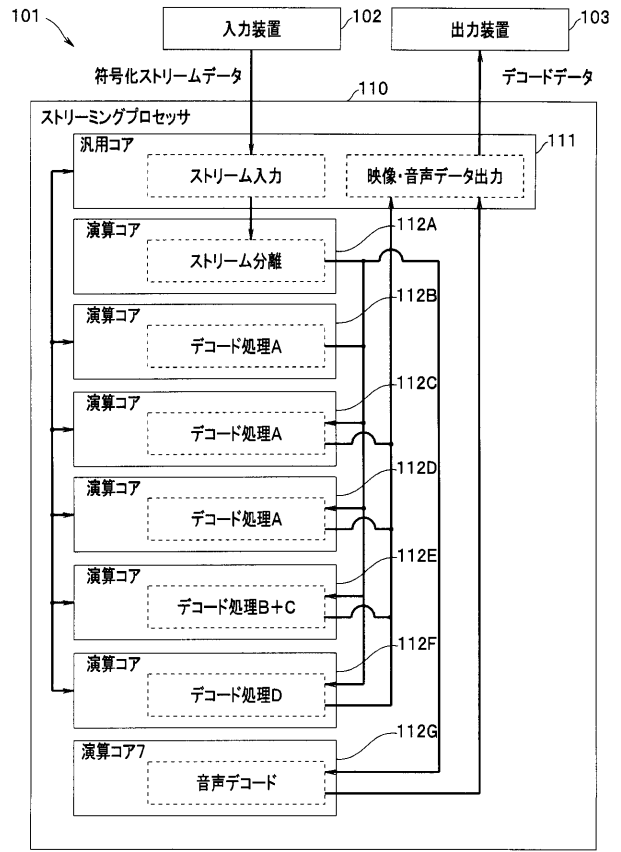 101
入力装置
102
出力装置
103
符号化ストリームデータ
デコードデータ
110
ストリーミングプロセッサ
111
汎用コア
ストリーム入力
映像・音声データ出力
演算コア
112A
ストリーム分離
演算コア
112B
デコード処理A
演算コア
112C
デコード処理A
演算コア
112D
デコード処理A
演算コア
112E
デコード処理B+C
演算コア
112F
デコード処理D
演算コア7
112G
音声デコード